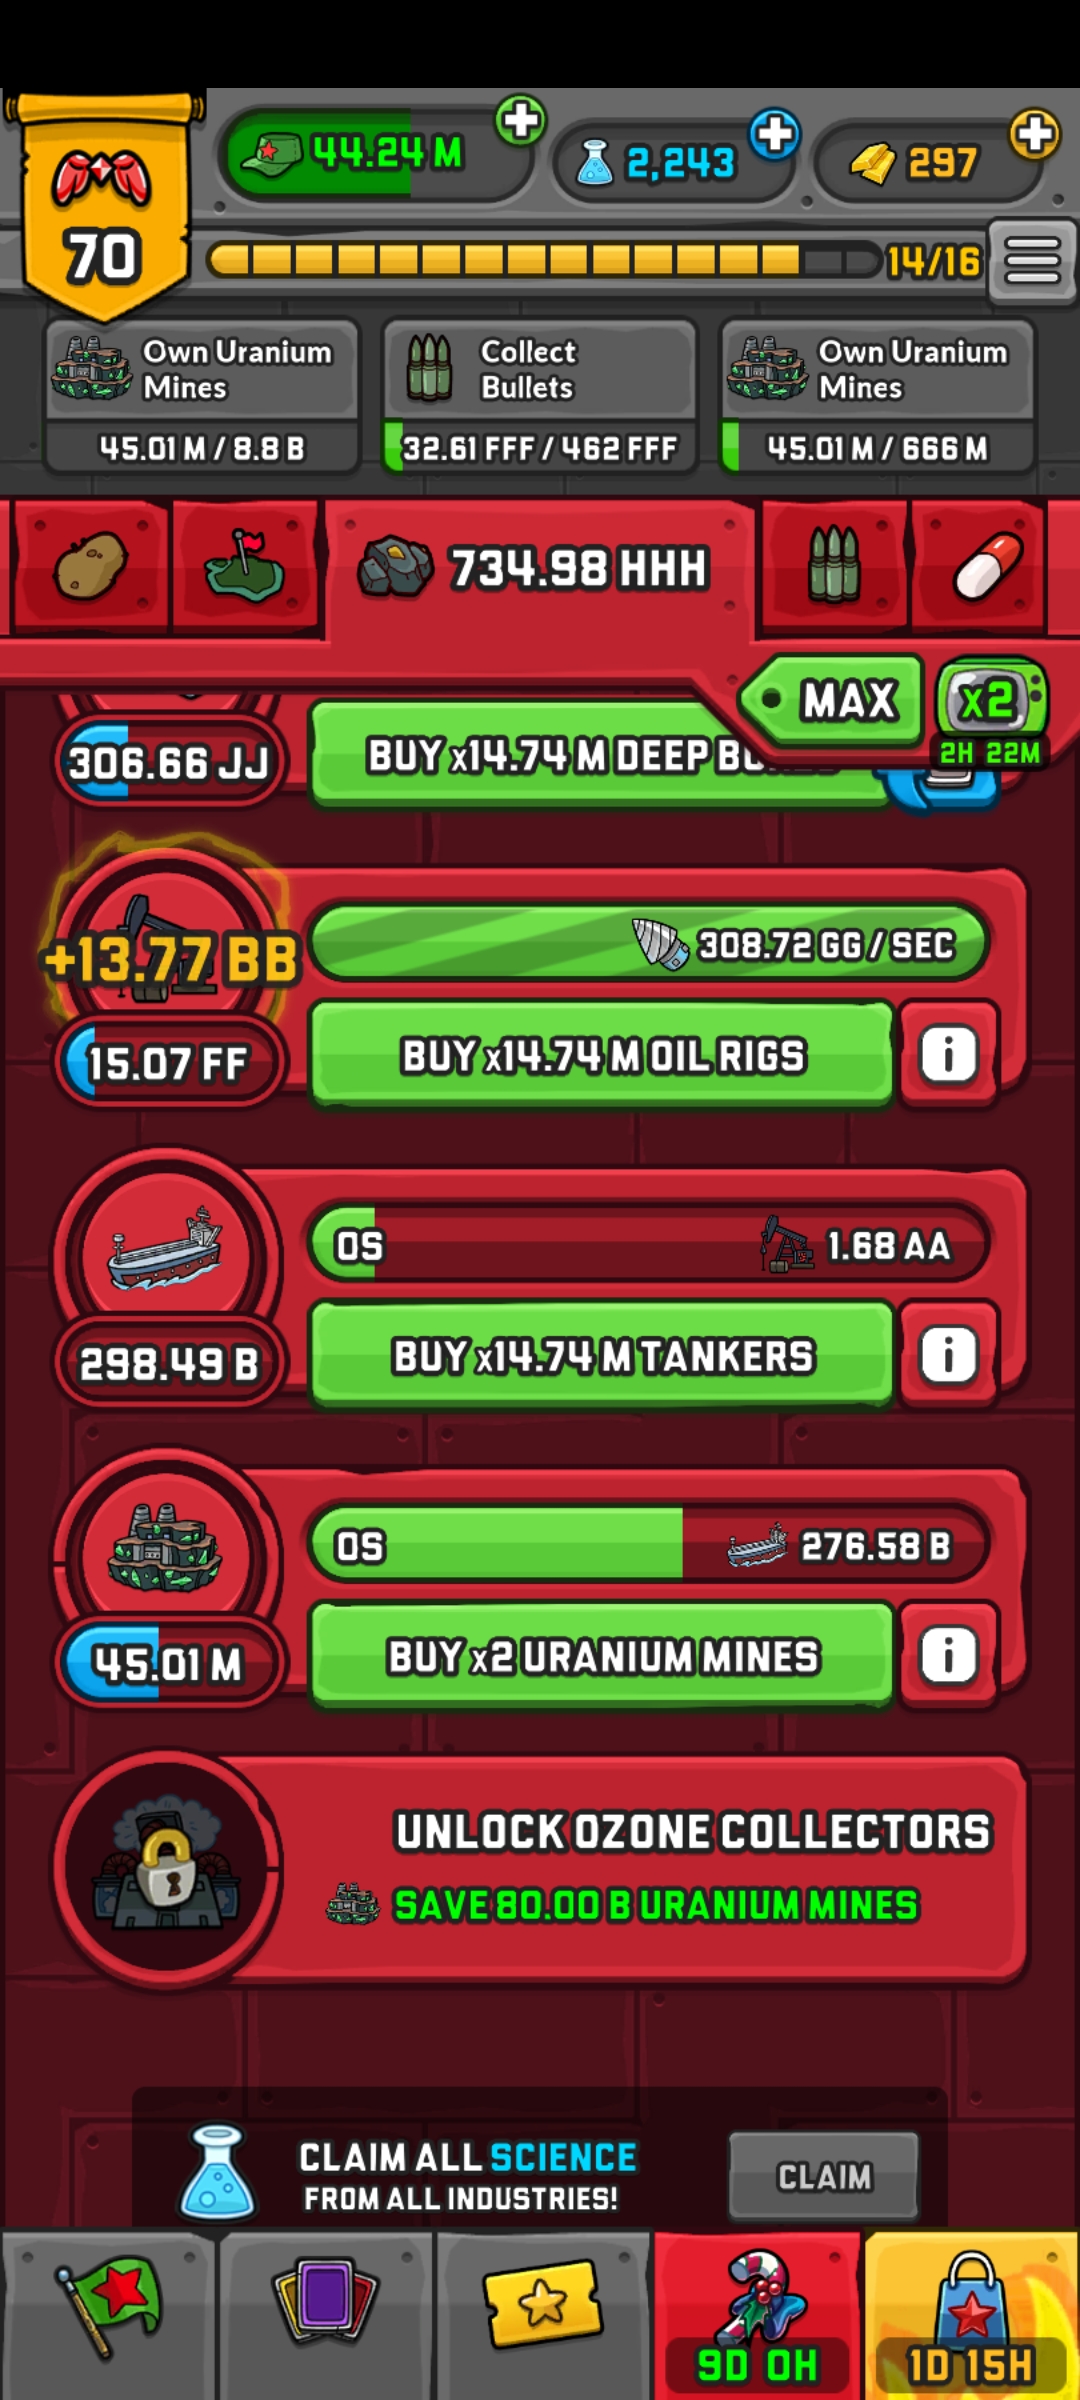 44.24 M
2,243
297
70
14/16
Own Uranium
Mines
45.01 M / 8.8 B
Collect
Bullets
32.61 FFF / 462 FFF
Own Uranium
Mines
45.01 M / 666 M
734.98 HHH
MAX
x2
2H 22M
306.66 JJ
BUY x14.74 M DEEP
+13.77 BB
308.72 GG / SEC
15.07 FF
BUY x14.74 M OIL RIGS
i
0S
1.68 AA
298.49 B
BUY x14.74 M TANKERS
i
0S
276.58 B
45.01 M
BUY x2 URANIUM MINES
i
UNLOCK OZONE COLLECTORS
SAVE 80.00 B URANIUM MINES
CLAIM ALL SCIENCE
FROM ALL INDUSTRIES!
CLAIM
9D 0H
1D 15H